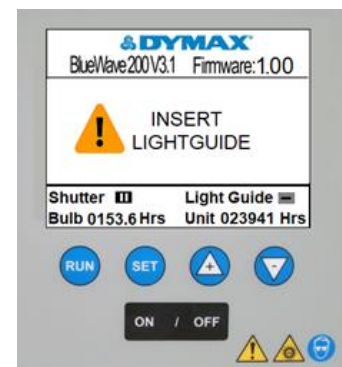 DYMAX
BlueWave 200 V3.1 Firmware:1.00
INSERT
LIGHTGUIDE
Shutter Light Guide
Bulb 0153.6 Hrs Unit 023941 Hrs
RUN SET + -
ON / OFF